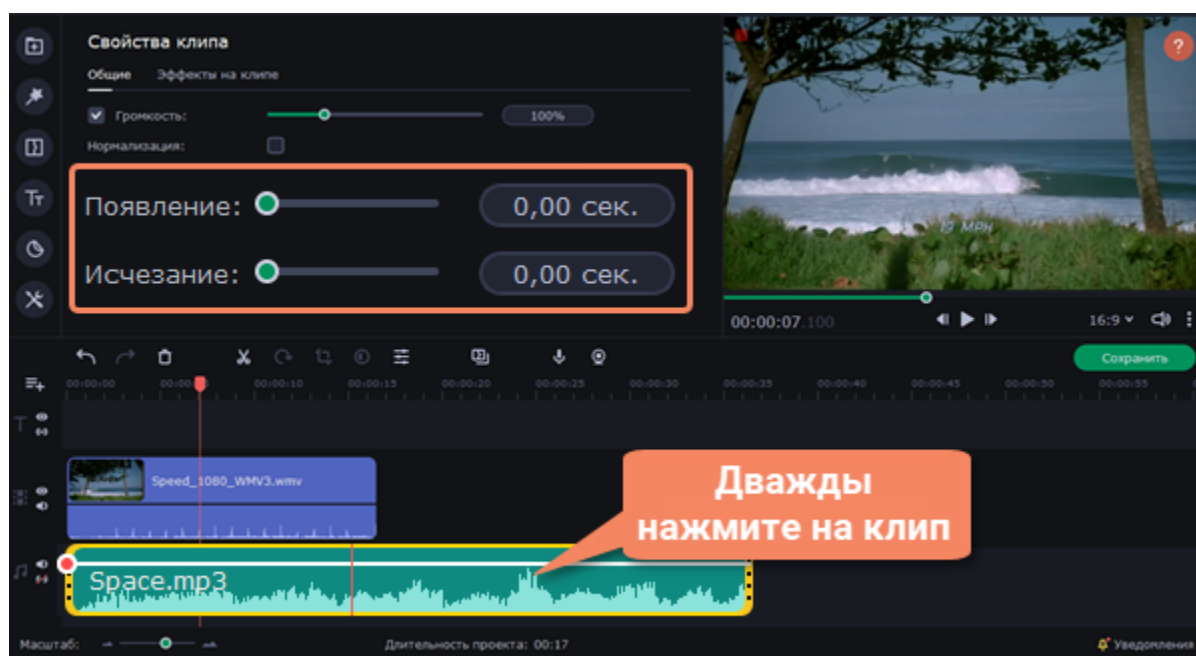 Свойства клипа
Общие Эффекты на клипе
Громкость: 100%
Нормализация:
Появление: 0,00 сек.
Исчезание: 0,00 сек.
?
19 MPH
00:00:07.100 16:9
Сохранить
00:00:00 00:00:10 00:00:15 00:00:20 00:00:25 00:00:30 00:00:35 00:00:40 00:00:45 00:00:50 00:00:55
Speed_1080_WMV3.wmv
Дважды
нажмите на клип
Space.mp3
Масштаб: Длительность проекта: 00:17 Уведомления